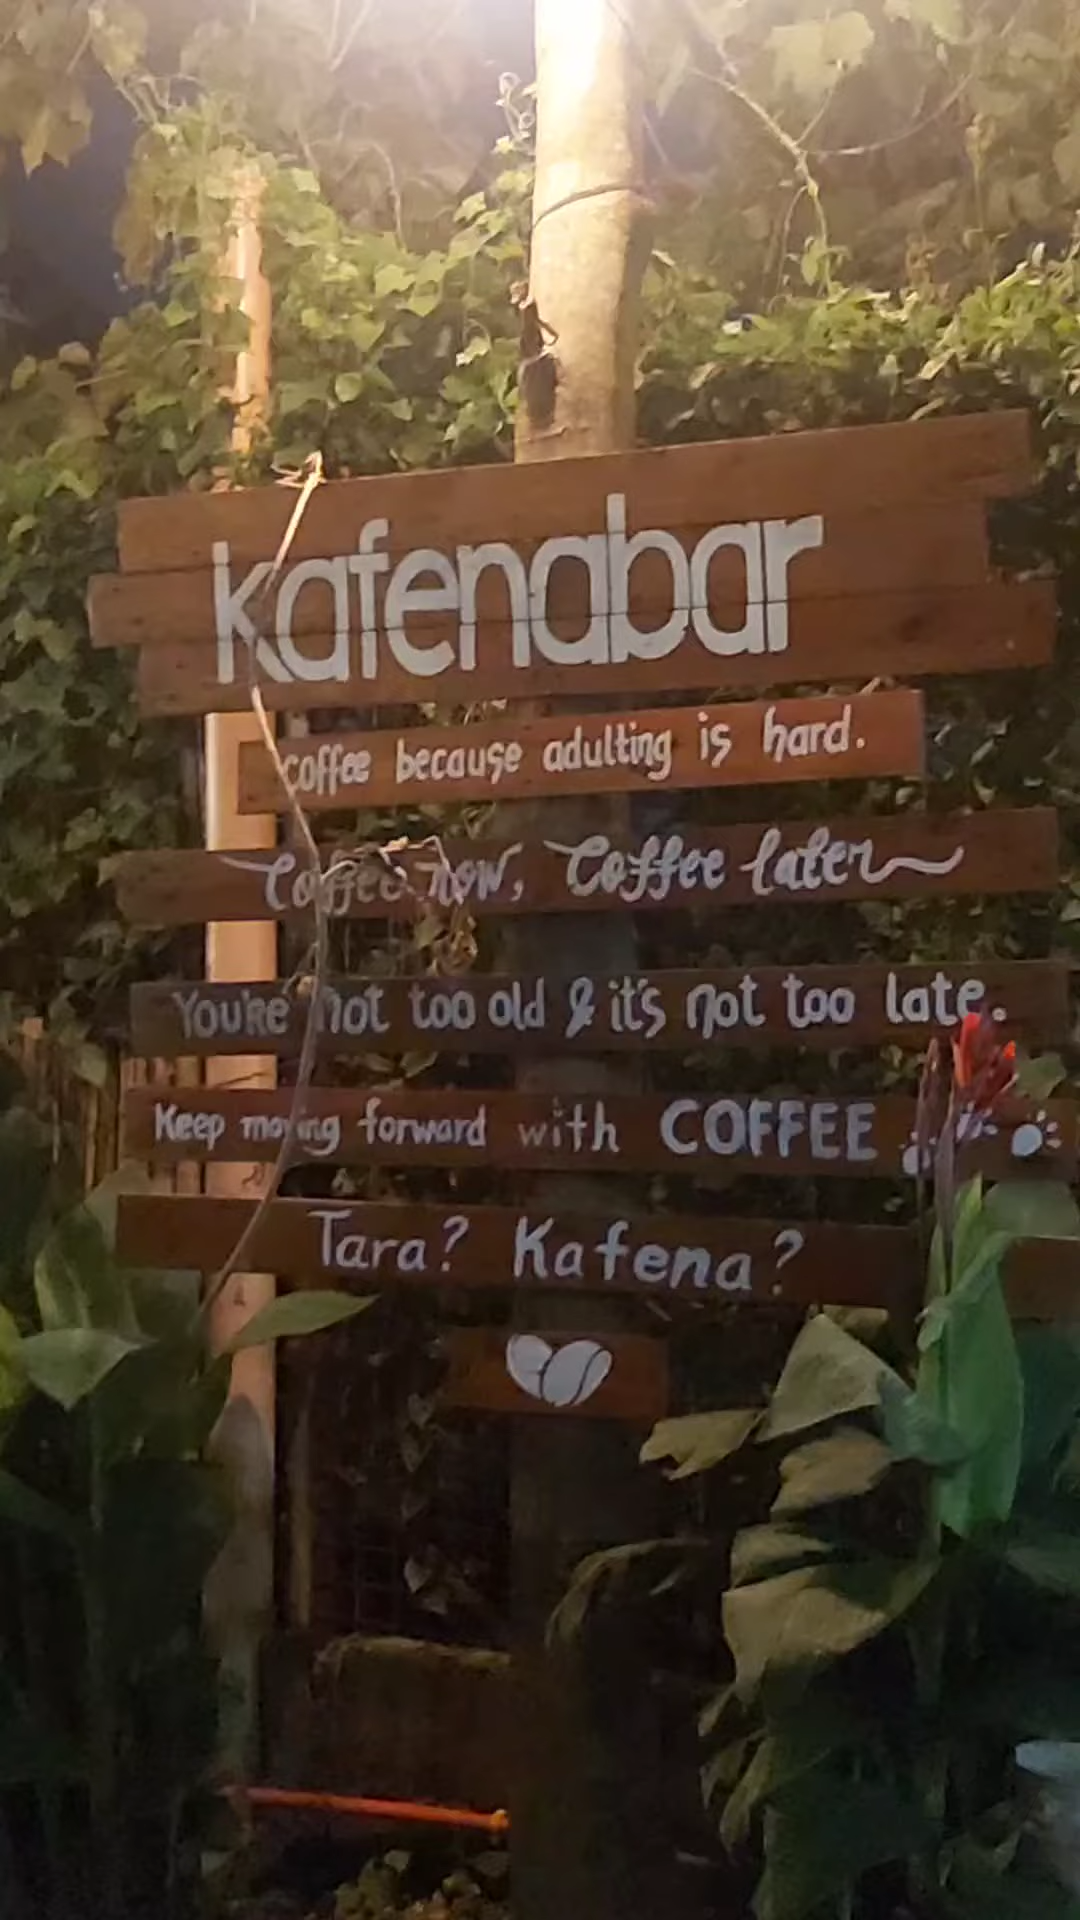 kafenabar
coffee because adulting is hard.
Coffee now, Coffee later
You're not too old & it's not too late.
Keep moving forward with COFFEE
Tara? Kafena?